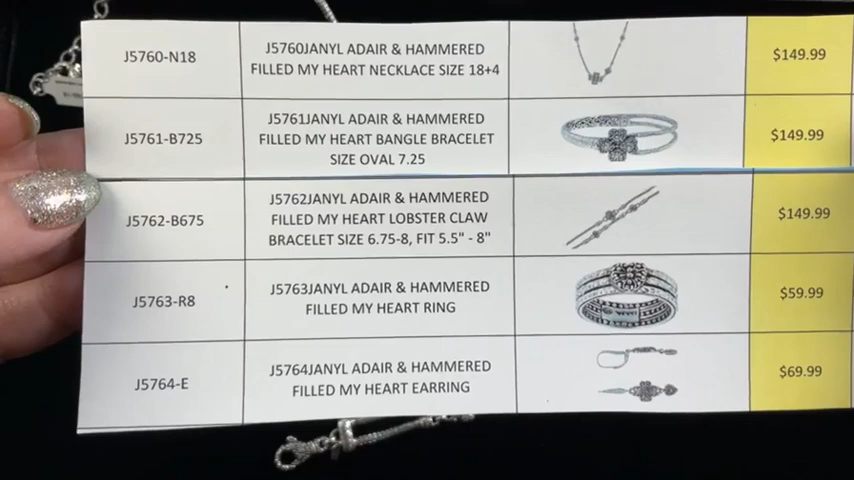 J5760-N18
J5760JANYL ADAIR & HAMMERED
FILLED MY HEART NECKLACE SIZE 18+4
$149.99
J5761-B725
J5761JANYL ADAIR & HAMMERED
FILLED MY HEART BANGLE BRACELET
SIZE OVAL 7.25
$149.99
J5762-B675
J5762JANYL ADAIR & HAMMERED
FILLED MY HEART LOBSTER CLAW
BRACELET SIZE 6.75-8, FIT 5.5" - 8"
$149.99
J5763-R8
J5763JANYL ADAIR & HAMMERED
FILLED MY HEART RING
$59.99
J5764-E
J5764JANYL ADAIR & HAMMERED
FILLED MY HEART EARRING
$69.99